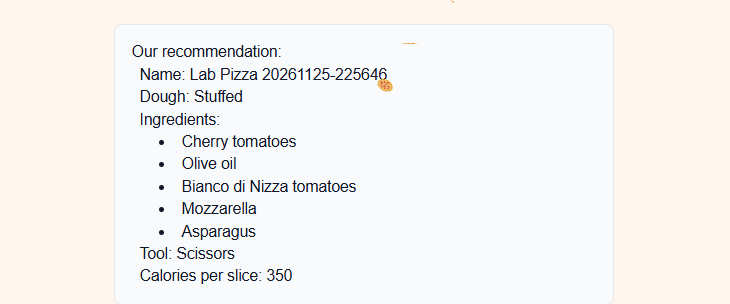 Our recommendation:
Name: Lab Pizza 20261125-225646
Dough: Stuffed
Ingredients:
• Cherry tomatoes
• Olive oil
• Bianco di Nizza tomatoes
• Mozzarella
• Asparagus
Tool: Scissors
Calories per slice: 350